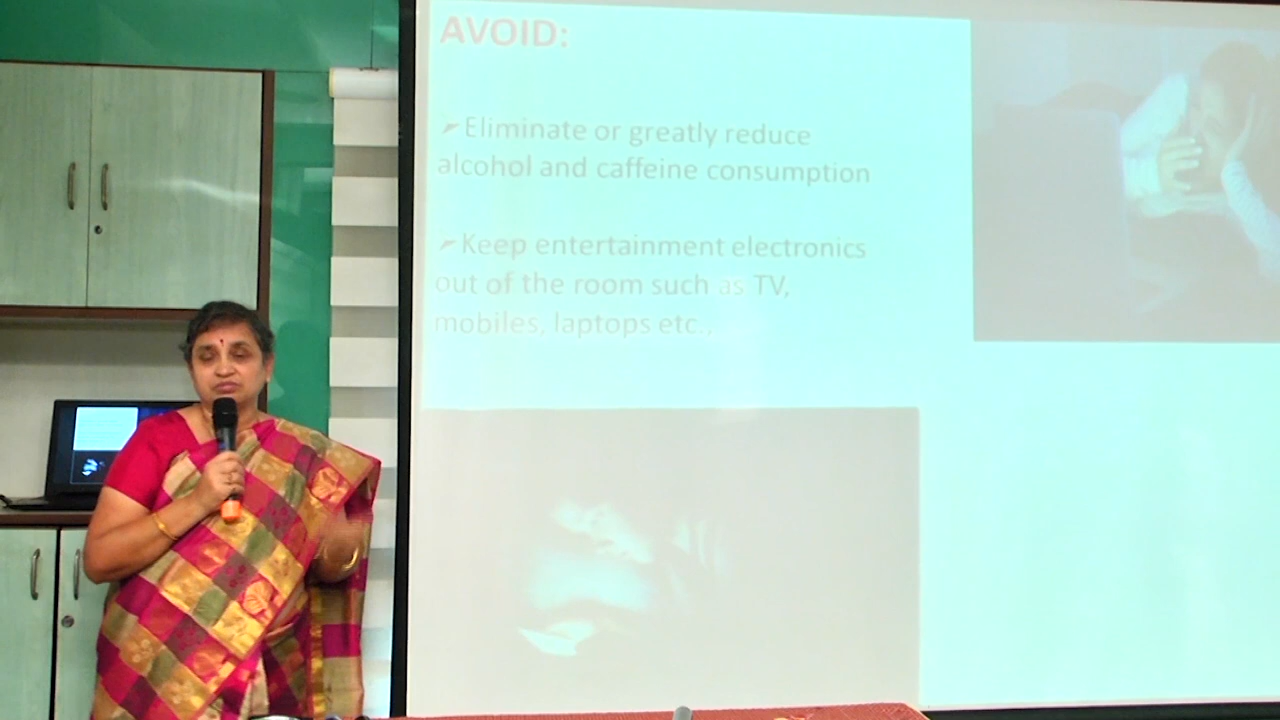 AVOID:
➢Eliminate or greatly reduce
alcohol and caffeine consumption
➢Keep entertainment electronics
out of the room such as TV,
mobiles, laptops etc..